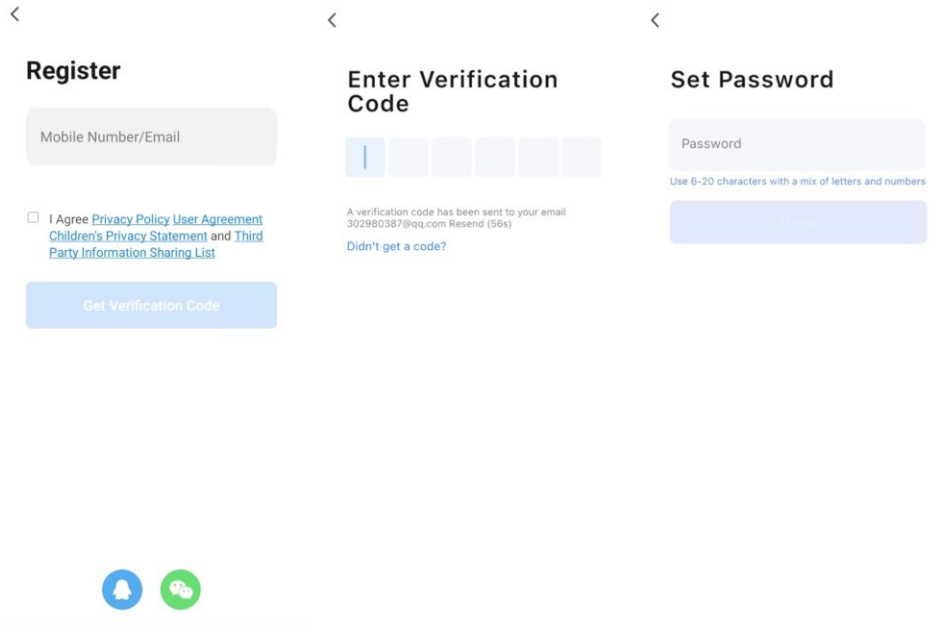 Register
Mobile Number/Email
I Agree Privacy Policy User Agreement
Children's Privacy Statement and Third
Party Information Sharing List
Get Verification Code
Enter Verification
Code
A verification code has been sent to your email
302980387@qq.com Resend (56s)
Didn't get a code?
Set Password
Password
Use 6-20 characters with a mix of letters and numbers